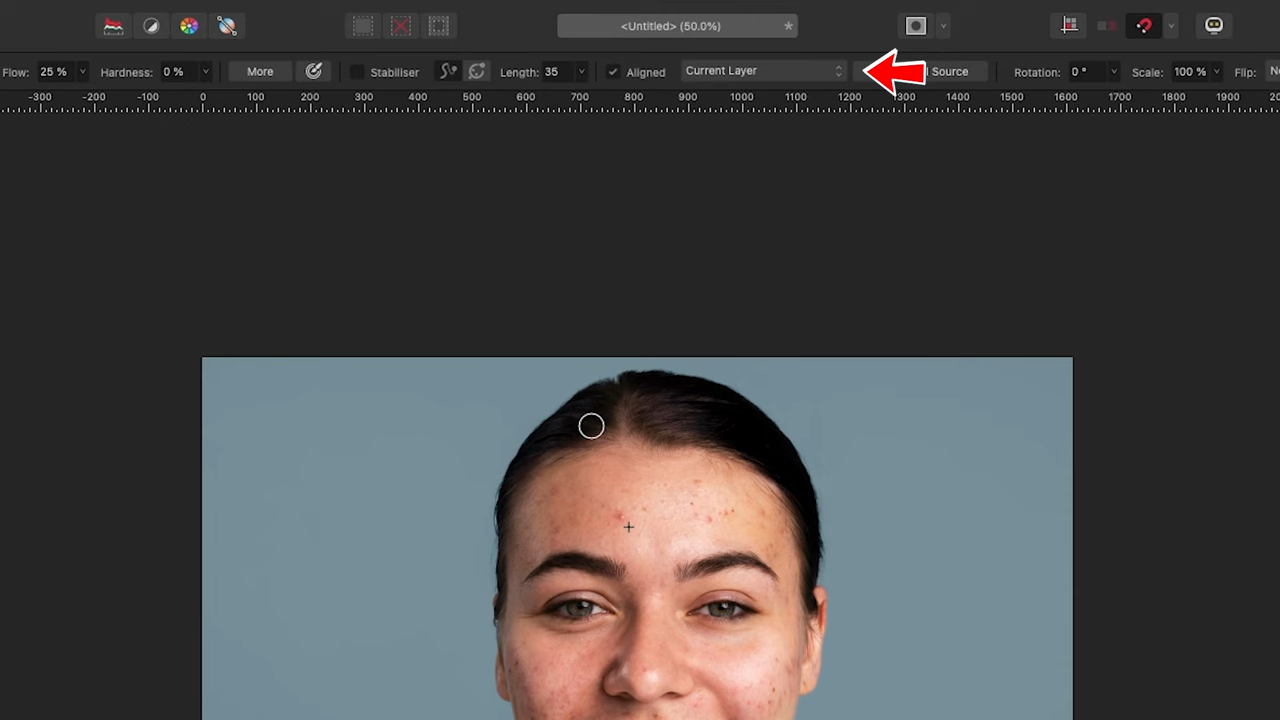 <Untitled> (50.0%) *
Flow: 25 % Hardness: 0 % More Stabiliser Length: 35 Aligned Current Layer Source Rotation: 0 ° Scale: 100 % Flip:
-300 -200 -100 0 100 200 300 400 500 600 700 800 900 1000 1100 1200 1300 1400 1500 1600 1700 1800 1900